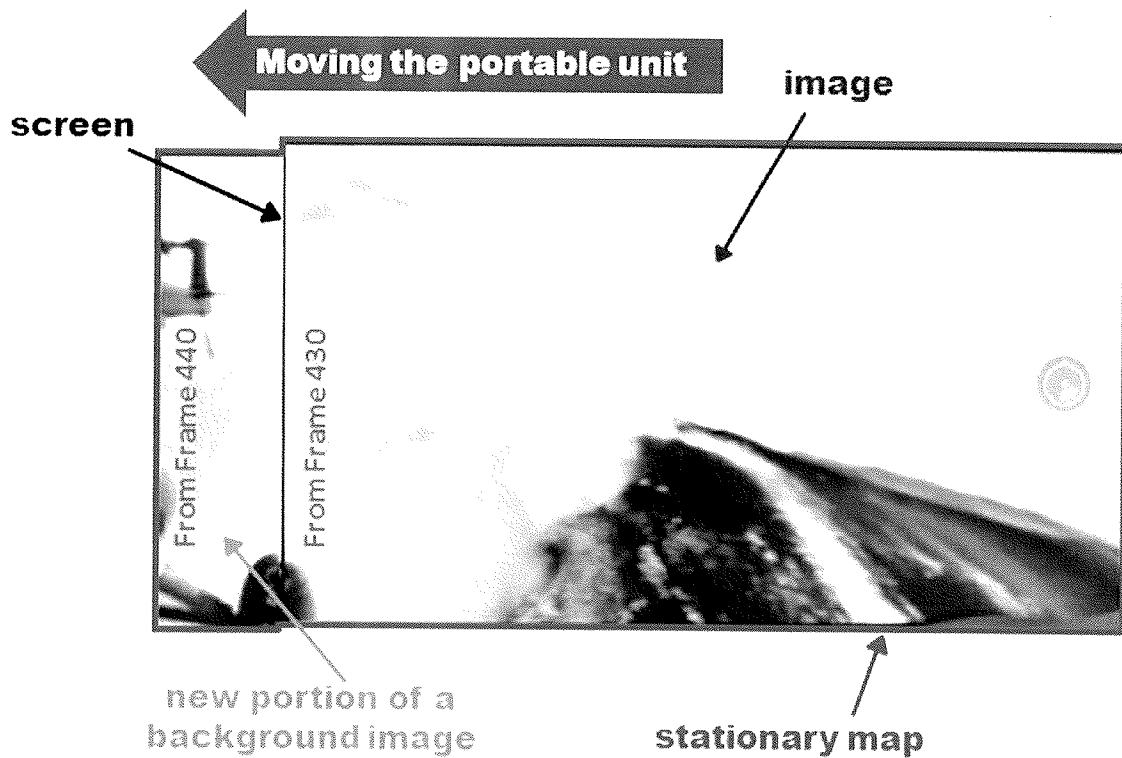 Moving the portable unit
image
screen
From Frame 440
From Frame 430
new portion of a
background image
stationary map